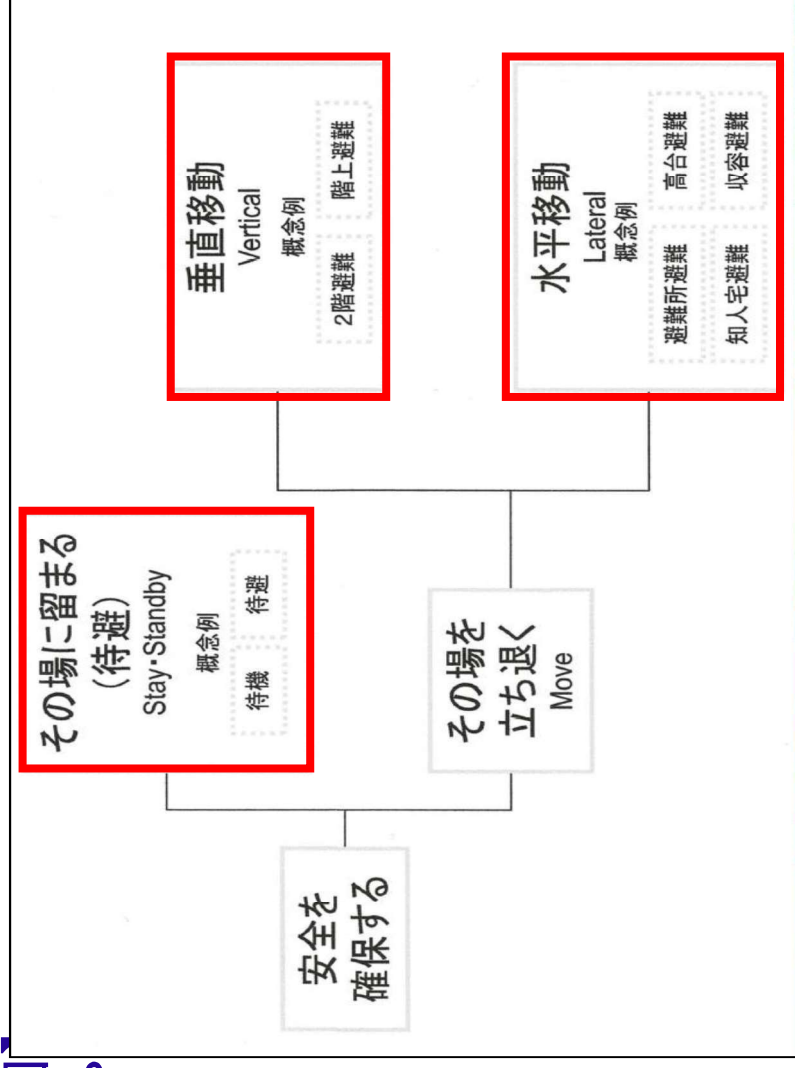 安全を
確保する
その場に留まる
(待避)
Stay・Standby
概念例
待機
待避
その場を
立ち退く
Move
垂直移動
Vertical
概念例
2階避難
階上避難
水平移動
Lateral
概念例
避難所避難
高台避難
知人宅避難
収容避難